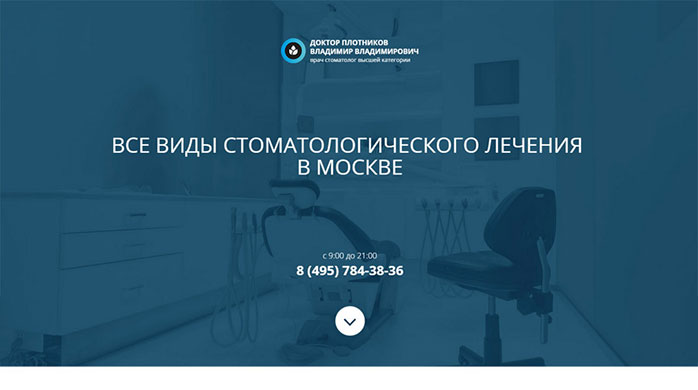 ДОКТОР ПЛОТНИКОВ
ВЛАДИМИР ВЛАДИМИРОВИЧ
врач стоматолог высшей категории
ВСЕ ВИДЫ СТОМАТОЛОГИЧЕСКОГО ЛЕЧЕНИЯ
В МОСКВЕ
с 9:00 до 21:00
8 (495) 784-38-36